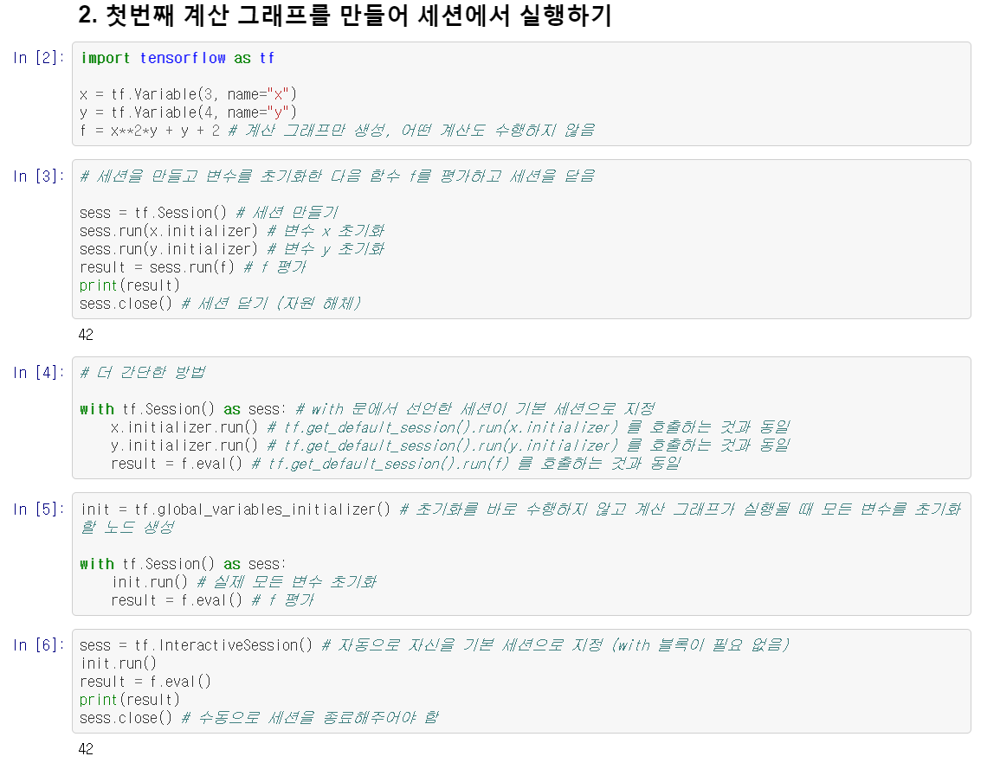 2. 첫번째 계산 그래프를 만들어 세션에서 실행하기
In [2]:
import tensorflow as tf
x = tf.Variable(3, name="x")
y = tf.Variable(4, name="y")
f = x**2*y + y + 2 # 계산 그래프만 생성, 어떤 계산도 수행하지 않음
In [3]:
# 세션을 만들고 변수를 초기화한 다음 함수 f를 평가하고 세션을 닫음
sess = tf.Session() # 세션 만들기
sess.run(x.initializer) # 변수 x 초기화
sess.run(y.initializer) # 변수 y 초기화
result = sess.run(f) # f 평가
print(result)
sess.close() # 세션 닫기 (자원 해체)
42
In [4]:
# 더 간단한 방법
with tf.Session() as sess: # with 문에서 선언한 세션이 기본 세션으로 지정
    x.initializer.run() # tf.get_default_session().run(x.initializer) 를 호출하는 것과 동일
    y.initializer.run() # tf.get_default_session().run(y.initializer) 를 호출하는 것과 동일
    result = f.eval() # tf.get_default_session().run(f) 를 호출하는 것과 동일
In [5]:
init = tf.global_variables_initializer() # 초기화를 바로 수행하지 않고 계산 그래프가 실행될 때 모든 변수를 초기화
할 노드 생성
with tf.Session() as sess:
    init.run() # 실제 모든 변수 초기화
    result = f.eval() # f 평가
In [6]:
sess = tf.InteractiveSession() # 자동으로 자신을 기본 세션으로 지정 (with 블록이 필요 없음)
init.run()
result = f.eval()
print(result)
sess.close() # 수동으로 세션을 종료해주어야 함
42